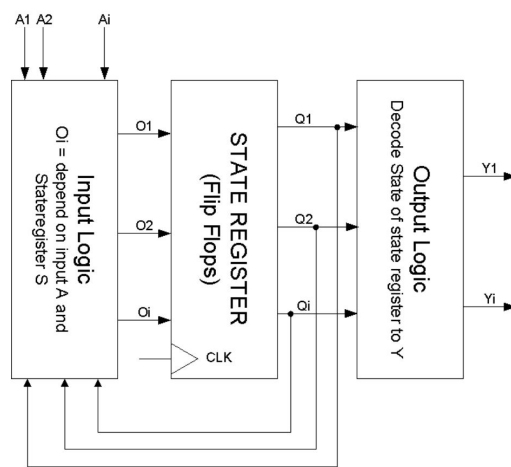 A1
A2
Ai
Input Logic
Oi = depend on input A and
Stateregister S
O1
O2
Oi
STATE REGISTER
(Flip Flops)
CLK
Q1
Q2
Qi
Output Logic
Decode State of state register to Y
Y1
Yi